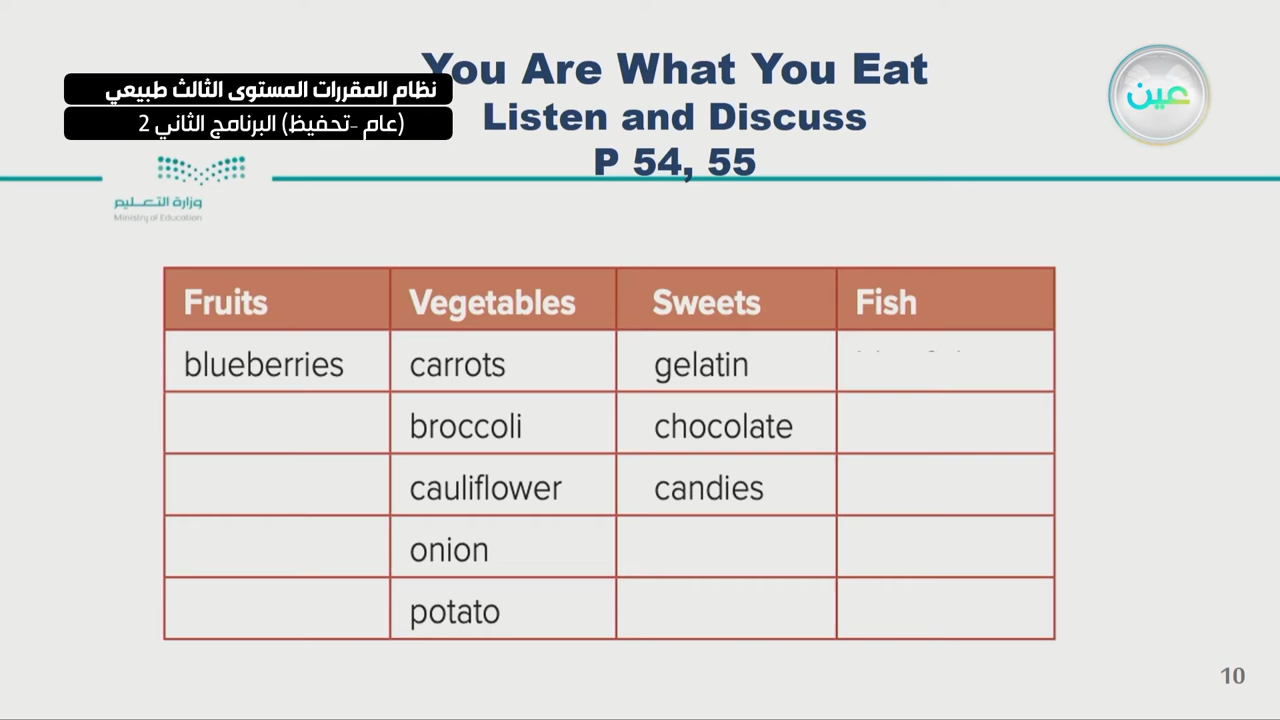 You Are What You Eat
نظام المقررات المستوى الثالث طبيعي
Listen and Discuss
(عام -تحفيظ) البرنامج الثاني 2
P 54, 55
عين
وزارة التعليم
Ministry of Education
Fruits Vegetables Sweets Fish
blueberries carrots gelatin
broccoli chocolate
cauliflower candies
onion
potato
10